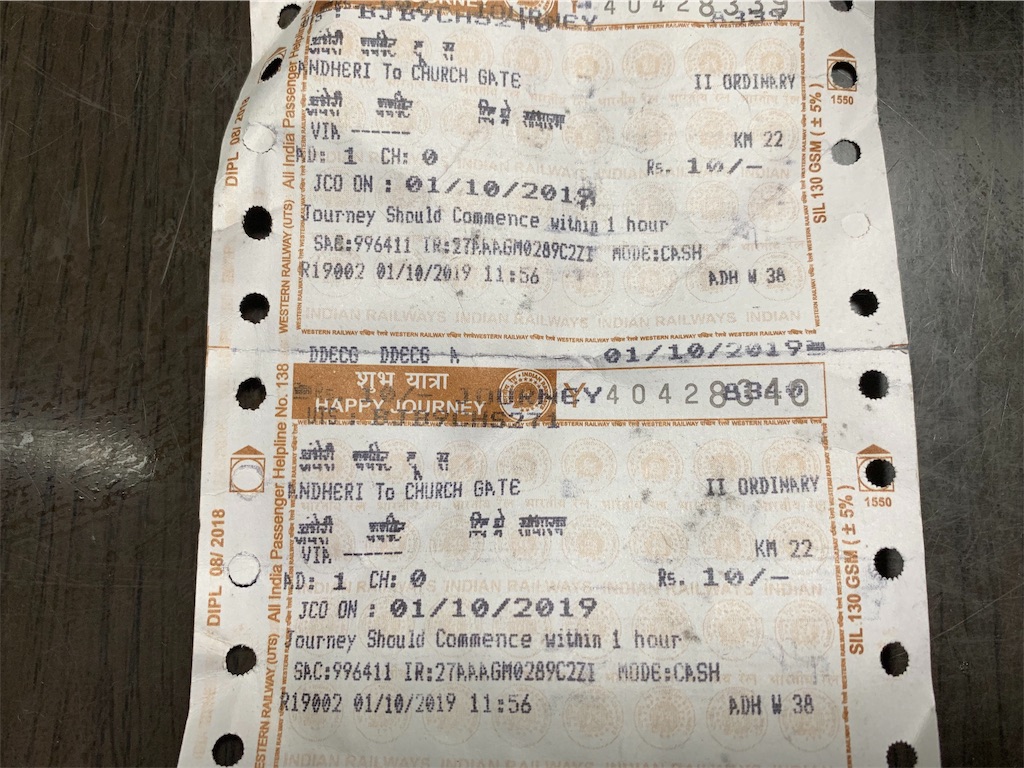 ANDHERI To CHURCH GATE II ORDINARY
VIA ------ KM 22
AD: 1 CH: 0 Rs. 10/-
JCO ON : 01/10/2019
Journey Should Commence within 1 hour
SAC:996411 IR:27AAAGM0289C2ZI MODE:CASH
R19002 01/10/2019 11:56 ADH W 38
DDECG DDECG A 01/10/2019
शुभ यात्रा
HAPPY JOURNEY Y 40428340
अंधेरी चर्चगेट
ANDHERI To CHURCH GATE II ORDINARY
VIA ------ KM 22
AD: 1 CH: 0 Rs. 10/-
JCO ON : 01/10/2019
Journey Should Commence within 1 hour
SAC:996411 IR:27AAAGM0289C2ZI MODE:CASH
R19002 01/10/2019 11:56 ADH W 38
DIPL 08/2018
WESTERN RAILWAY (UTS) All India Passenger Helpline No. 138
1550
SIL 130 GSM (± 5%)
DIPL 08/2018
WESTERN RAILWAY (UTS) All India Passenger Helpline No. 138
1550
SIL 130 GSM (± 5%)